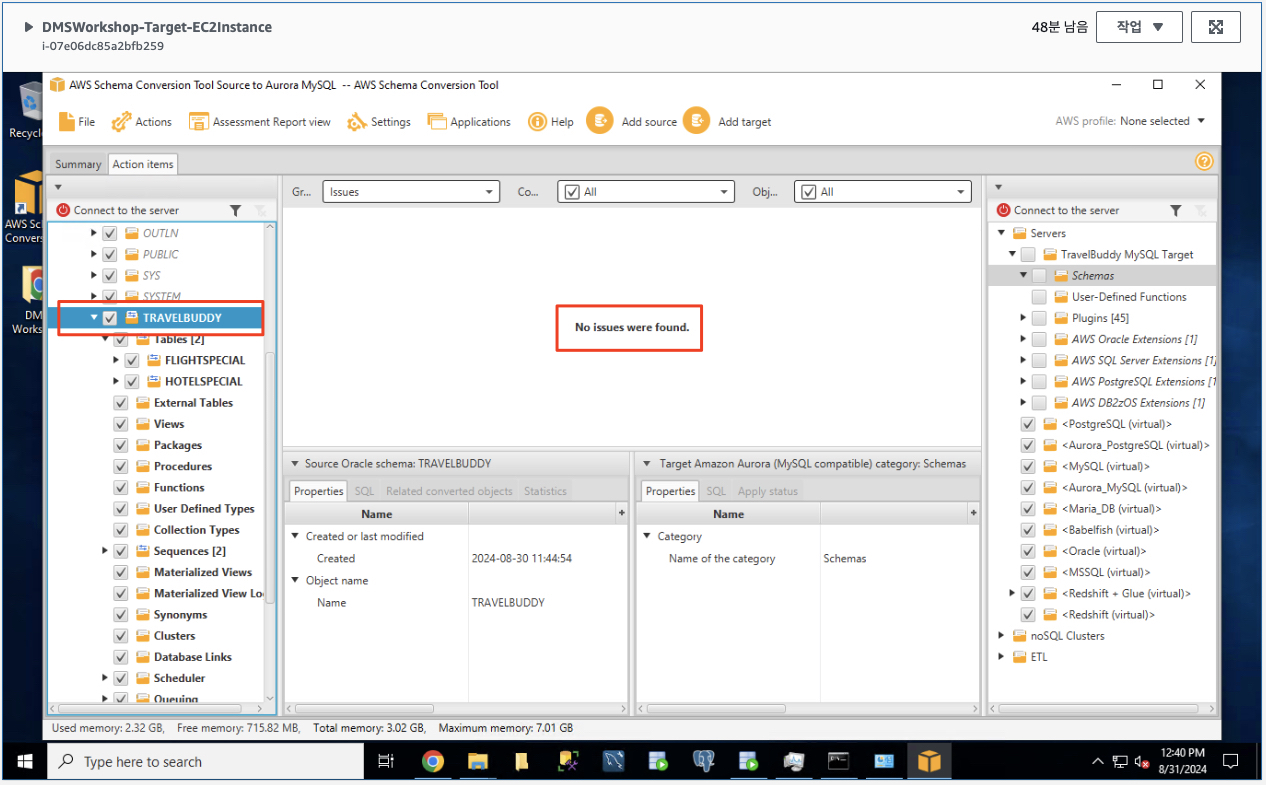 DMSWorkshop-Target-EC2Instance
i-07e06dc85a2bfb259
48분 남음
작업
AWS Schema Conversion Tool Source to Aurora MySQL -- AWS Schema Conversion Tool
File
Actions
Assessment Report view
Settings
Applications
Help
Add source
Add target
AWS profile: None selected
Recycl
AWS Sc
Conver
DM
Works
Summary
Action items
Connect to the server
OUTLN
PUBLIC
SYS
SYSTEM
TRAVELBUDDY
Tables [2]
FLIGHTSPECIAL
HOTELSPECIAL
External Tables
Views
Packages
Procedures
Functions
User Defined Types
Collection Types
Sequences [2]
Materialized Views
Materialized View Lo
Synonyms
Clusters
Database Links
Scheduler
Queuing
Gr...
Issues
Co...
All
Obj...
All
No issues were found.
Source Oracle schema: TRAVELBUDDY
Properties SQL Related converted objects Statistics
Name
+
Created or last modified
Created 2024-08-30 11:44:54
Object name
Name TRAVELBUDDY
Target Amazon Aurora (MySQL compatible) category: Schemas
Properties SQL Apply status
Name
+
Category
Name of the category Schemas
Connect to the server
Servers
TravelBuddy MySQL Target
Schemas
User-Defined Functions
Plugins [45]
AWS Oracle Extensions [1]
AWS SQL Server Extensions [1]
AWS PostgreSQL Extensions [1
AWS DB2zOS Extensions [1]
<PostgreSQL (virtual)>
<Aurora_PostgreSQL (virtual)>
<MySQL (virtual)>
<Aurora_MySQL (virtual)>
<Maria_DB (virtual)>
<Babelfish (virtual)>
<Oracle (virtual)>
<MSSQL (virtual)>
<Redshift + Glue (virtual)>
<Redshift (virtual)>
noSQL Clusters
ETL
Used memory: 2.32 GB, Free memory: 715.82 MB, Total memory: 3.02 GB, Maximum memory: 7.01 GB
Type here to search
12:40 PM
8/31/2024